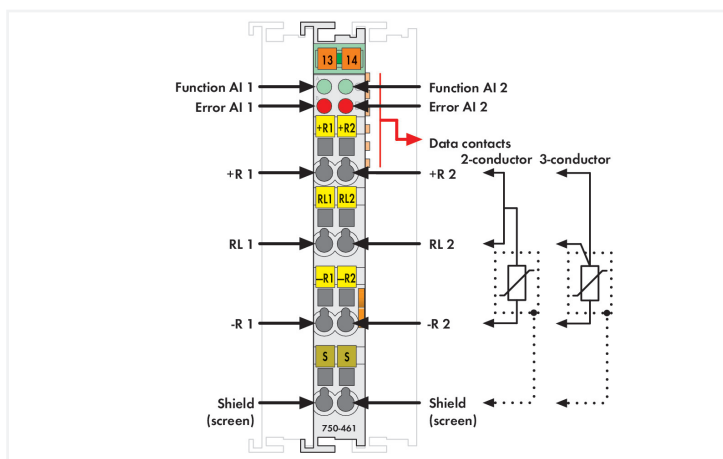 13 14
Function AI 1
Function AI 2
Error AI 1
Error AI 2
+R1 +R2
Data contacts
2-conductor 3-conductor
+R 1
+R 2
RL1 RL2
RL 1
RL 2
–R1 –R2
-R 1
-R 2
S S
Shield
(screen)
Shield
(screen)
750-461